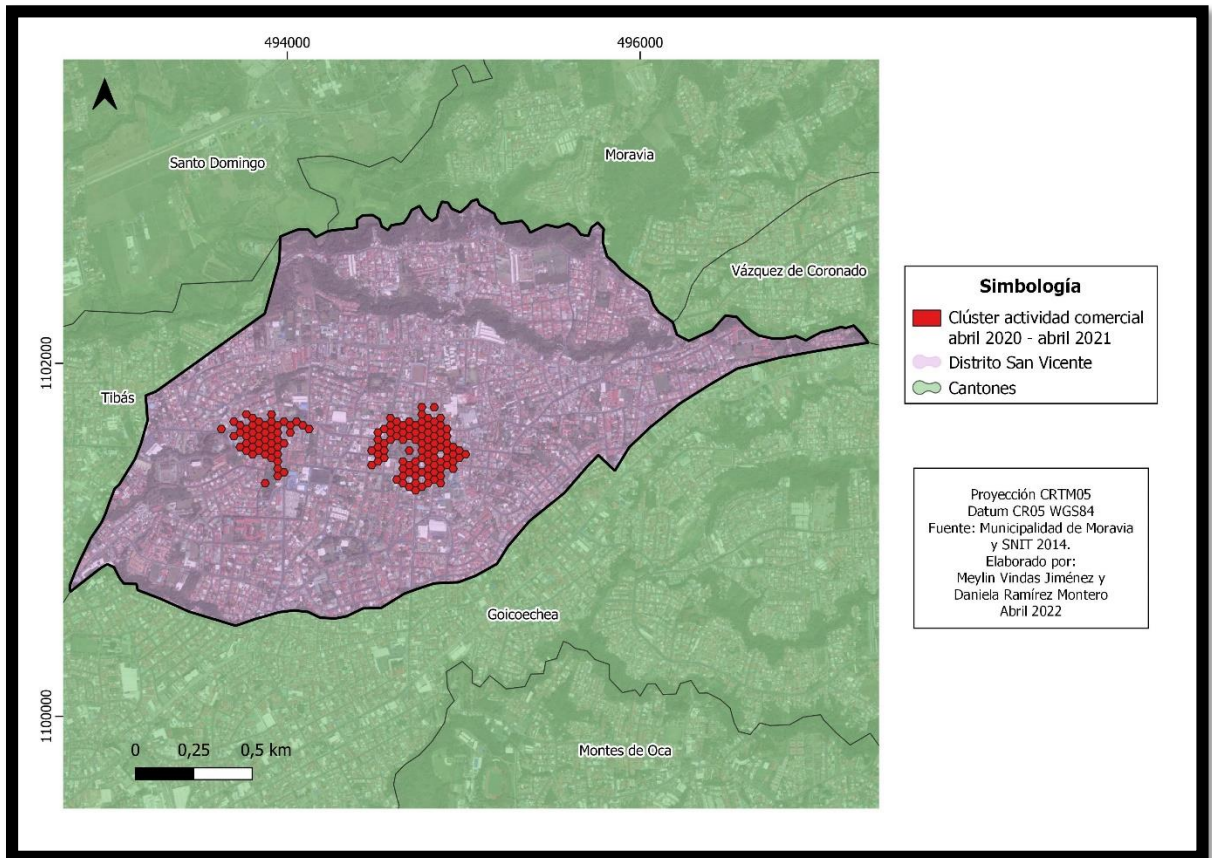 494000
496000
Santo Domingo
Moravia
Vázquez de Coronado
1102000
Tibás
Goicoechea
1100000
Montes de Oca
0 0,25 0,5 km
Simbología
Clúster actividad comercial
abril 2020 - abril 2021
Distrito San Vicente
Cantones
Proyección CRTM05
Datum CR05 WGS84
Fuente: Municipalidad de Moravia
y SNIT 2014.
Elaborado por:
Meylin Vindas Jiménez y
Daniela Ramírez Montero
Abril 2022